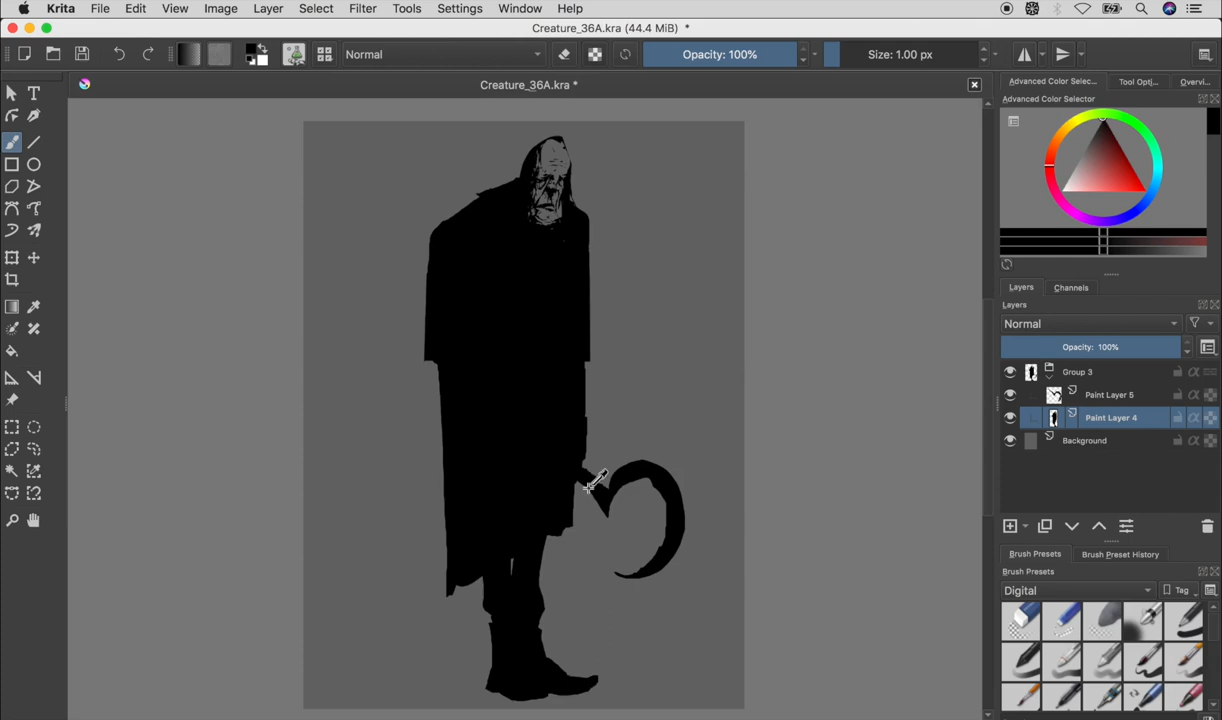 Krita File Edit View Image Layer Select Filter Tools Settings Window Help
Creature_36A.kra (44.4 MiB) *
Normal
Opacity: 100%
Size: 1.00 px
Creature_36A.kra *
Advanced Color Selec... Tool Opti... Overvi...
Advanced Color Selector
Layers Channels
Layers
Normal
Opacity: 100%
Group 3
Paint Layer 5
Paint Layer 4
Background
Brush Presets Brush Preset History
Brush Presets
Digital
Tag